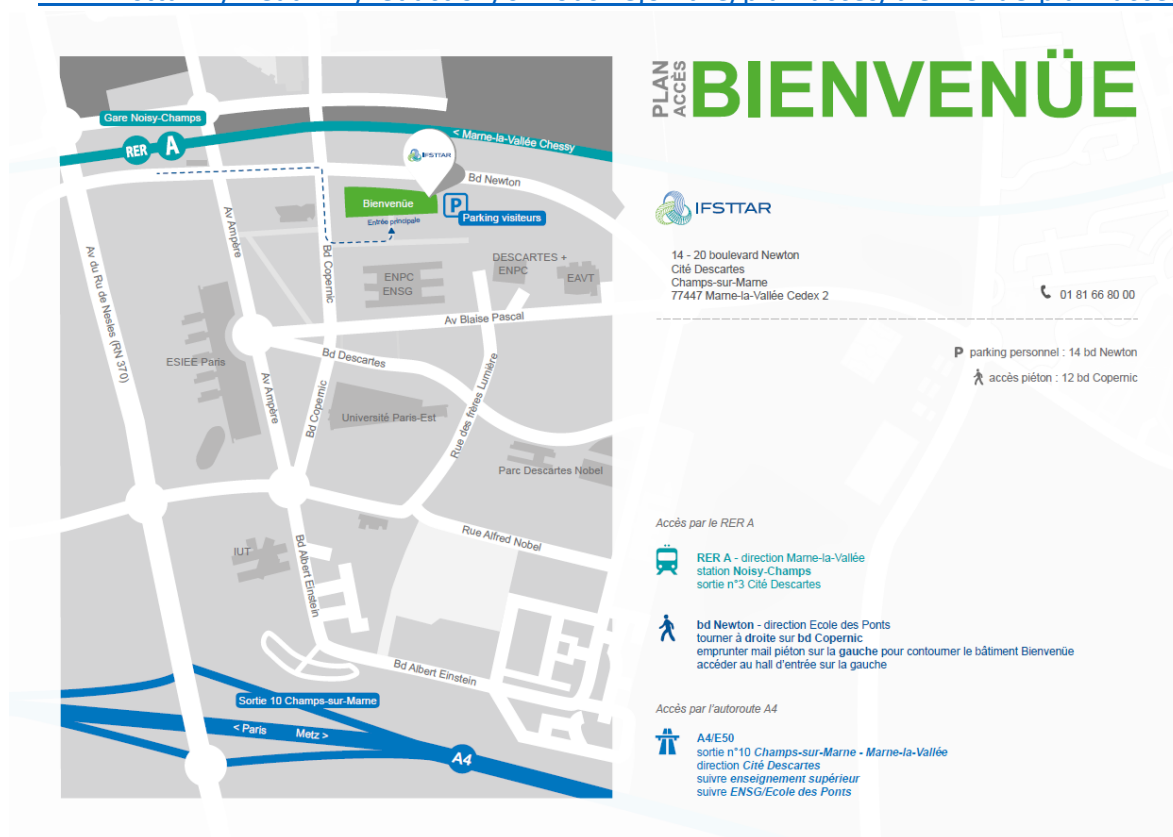 PLAN
ACCÈS
BIENVENÜE
Gare Noisy-Champs
RER A
< Marne-la-Vallée Chessy
IFSTTAR
Bd Newton
Bienvenüe
Entrée principale
P
Parking visiteurs
Av Ampère
Bd Copernic
Av du Ru de Nesles (RN 370)
ENPC
ENSG
DESCARTES +
ENPC
EAVT
Av Blaise Pascal
ESIEE Paris
Bd Descartes
Av Ampère
Bd Copernic
Université Paris-Est
Rue des frères Lumière
Parc Descartes Nobel
Rue Alfred Nobel
IUT
Bd Albert Einstein
Bd Albert Einstein
Sortie 10 Champs-sur-Marne
< Paris Metz >
A4
IFSTTAR
14 - 20 boulevard Newton
Cité Descartes
Champs-sur-Marne
77447 Marne-la-Vallée Cedex 2
01 81 66 80 00
P parking personnel : 14 bd Newton
accès piéton : 12 bd Copernic
Accès par le RER A
RER A - direction Marne-la-Vallée
station Noisy-Champs
sortie n°3 Cité Descartes
bd Newton - direction Ecole des Ponts
tourner à droite sur bd Copernic
emprunter mail piéton sur la gauche pour contourner le bâtiment Bienvenüe
accéder au hall d'entrée sur la gauche
Accès par l'autoroute A4
A4/E50
sortie n°10 Champs-sur-Marne - Marne-la-Vallée
direction Cité Descartes
suivre enseignement supérieur
suivre ENSG/Ecole des Ponts